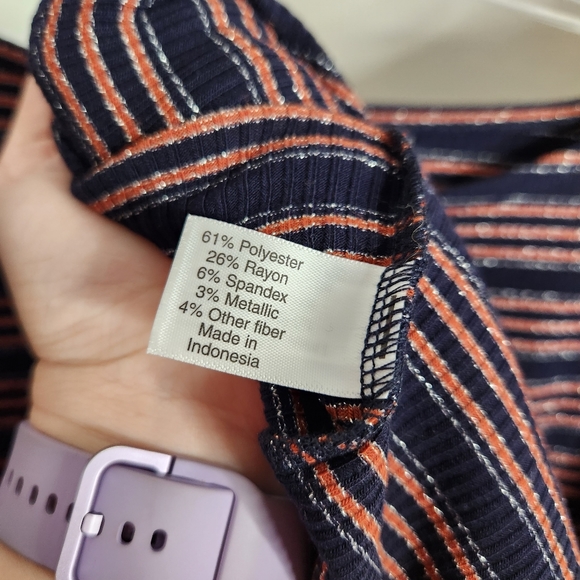 61% Polyester
26% Rayon
6% Spandex
3% Metallic
4% Other fiber
Made in
Indonesia